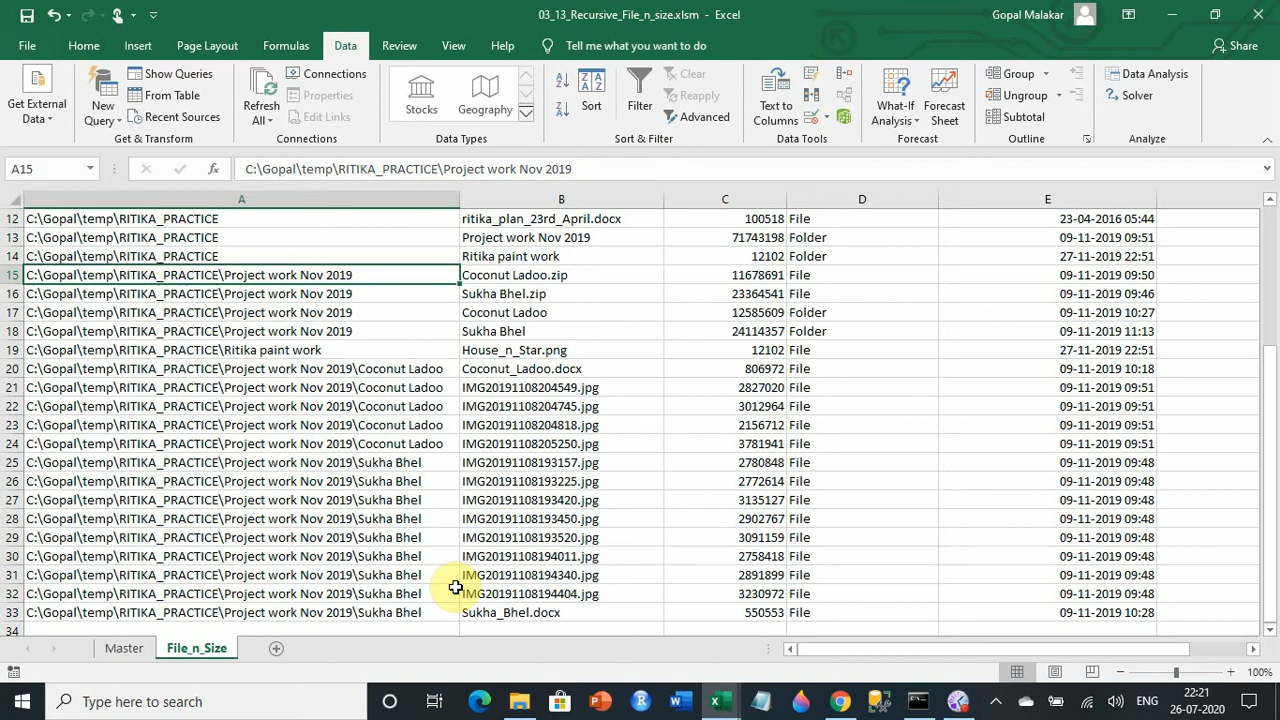 03_13_Recursive_File_n_size.xlsm - Excel
Gopal Malakar
File Home Insert Page Layout Formulas Data Review View Help Tell me what you want to do Share
Get External Data
New Query
Show Queries
From Table
Recent Sources
Get & Transform
Refresh All
Connections
Properties
Edit Links
Connections
Stocks
Geography
Data Types
Sort
Filter
Clear
Reapply
Advanced
Sort & Filter
Text to Columns
Data Tools
What-If Analysis
Forecast Sheet
Forecast
Group
Ungroup
Subtotal
Outline
Data Analysis
Solver
Analyze
A15 fx C:\Gopal\temp\RITIKA_PRACTICE\Project work Nov 2019
A B C D E
12 C:\Gopal\temp\RITIKA_PRACTICE ritika_plan_23rd_April.docx 100518 File 23-04-2016 05:44
13 C:\Gopal\temp\RITIKA_PRACTICE Project work Nov 2019 71743198 Folder 09-11-2019 09:51
14 C:\Gopal\temp\RITIKA_PRACTICE Ritika paint work 12102 Folder 27-11-2019 22:51
15 C:\Gopal\temp\RITIKA_PRACTICE\Project work Nov 2019 Coconut Ladoo.zip 11678691 File 09-11-2019 09:50
16 C:\Gopal\temp\RITIKA_PRACTICE\Project work Nov 2019 Sukha Bhel.zip 23364541 File 09-11-2019 09:46
17 C:\Gopal\temp\RITIKA_PRACTICE\Project work Nov 2019 Coconut Ladoo 12585609 Folder 09-11-2019 10:27
18 C:\Gopal\temp\RITIKA_PRACTICE\Project work Nov 2019 Sukha Bhel 24114357 Folder 09-11-2019 11:13
19 C:\Gopal\temp\RITIKA_PRACTICE\Ritika paint work House_n_Star.png 12102 File 27-11-2019 22:51
20 C:\Gopal\temp\RITIKA_PRACTICE\Project work Nov 2019\Coconut Ladoo Coconut_Ladoo.docx 806972 File 09-11-2019 10:18
21 C:\Gopal\temp\RITIKA_PRACTICE\Project work Nov 2019\Coconut Ladoo IMG20191108204549.jpg 2827020 File 09-11-2019 09:51
22 C:\Gopal\temp\RITIKA_PRACTICE\Project work Nov 2019\Coconut Ladoo IMG20191108204745.jpg 3012964 File 09-11-2019 09:51
23 C:\Gopal\temp\RITIKA_PRACTICE\Project work Nov 2019\Coconut Ladoo IMG20191108204818.jpg 2156712 File 09-11-2019 09:51
24 C:\Gopal\temp\RITIKA_PRACTICE\Project work Nov 2019\Coconut Ladoo IMG20191108205250.jpg 3781941 File 09-11-2019 09:51
25 C:\Gopal\temp\RITIKA_PRACTICE\Project work Nov 2019\Sukha Bhel IMG20191108193157.jpg 2780848 File 09-11-2019 09:48
26 C:\Gopal\temp\RITIKA_PRACTICE\Project work Nov 2019\Sukha Bhel IMG20191108193225.jpg 2772614 File 09-11-2019 09:48
27 C:\Gopal\temp\RITIKA_PRACTICE\Project work Nov 2019\Sukha Bhel IMG20191108193420.jpg 3135127 File 09-11-2019 09:48
28 C:\Gopal\temp\RITIKA_PRACTICE\Project work Nov 2019\Sukha Bhel IMG20191108193450.jpg 2902767 File 09-11-2019 09:48
29 C:\Gopal\temp\RITIKA_PRACTICE\Project work Nov 2019\Sukha Bhel IMG20191108193520.jpg 3091159 File 09-11-2019 09:48
30 C:\Gopal\temp\RITIKA_PRACTICE\Project work Nov 2019\Sukha Bhel IMG20191108194011.jpg 2758418 File 09-11-2019 09:48
31 C:\Gopal\temp\RITIKA_PRACTICE\Project work Nov 2019\Sukha Bhel IMG20191108194340.jpg 2891899 File 09-11-2019 09:48
32 C:\Gopal\temp\RITIKA_PRACTICE\Project work Nov 2019\Sukha Bhel IMG20191108194404.jpg 3230972 File 09-11-2019 09:48
33 C:\Gopal\temp\RITIKA_PRACTICE\Project work Nov 2019\Sukha Bhel Sukha_Bhel.docx 550553 File 09-11-2019 10:28
34
Master File_n_Size
100%
Type here to search
ENG
22:21
26-07-2020